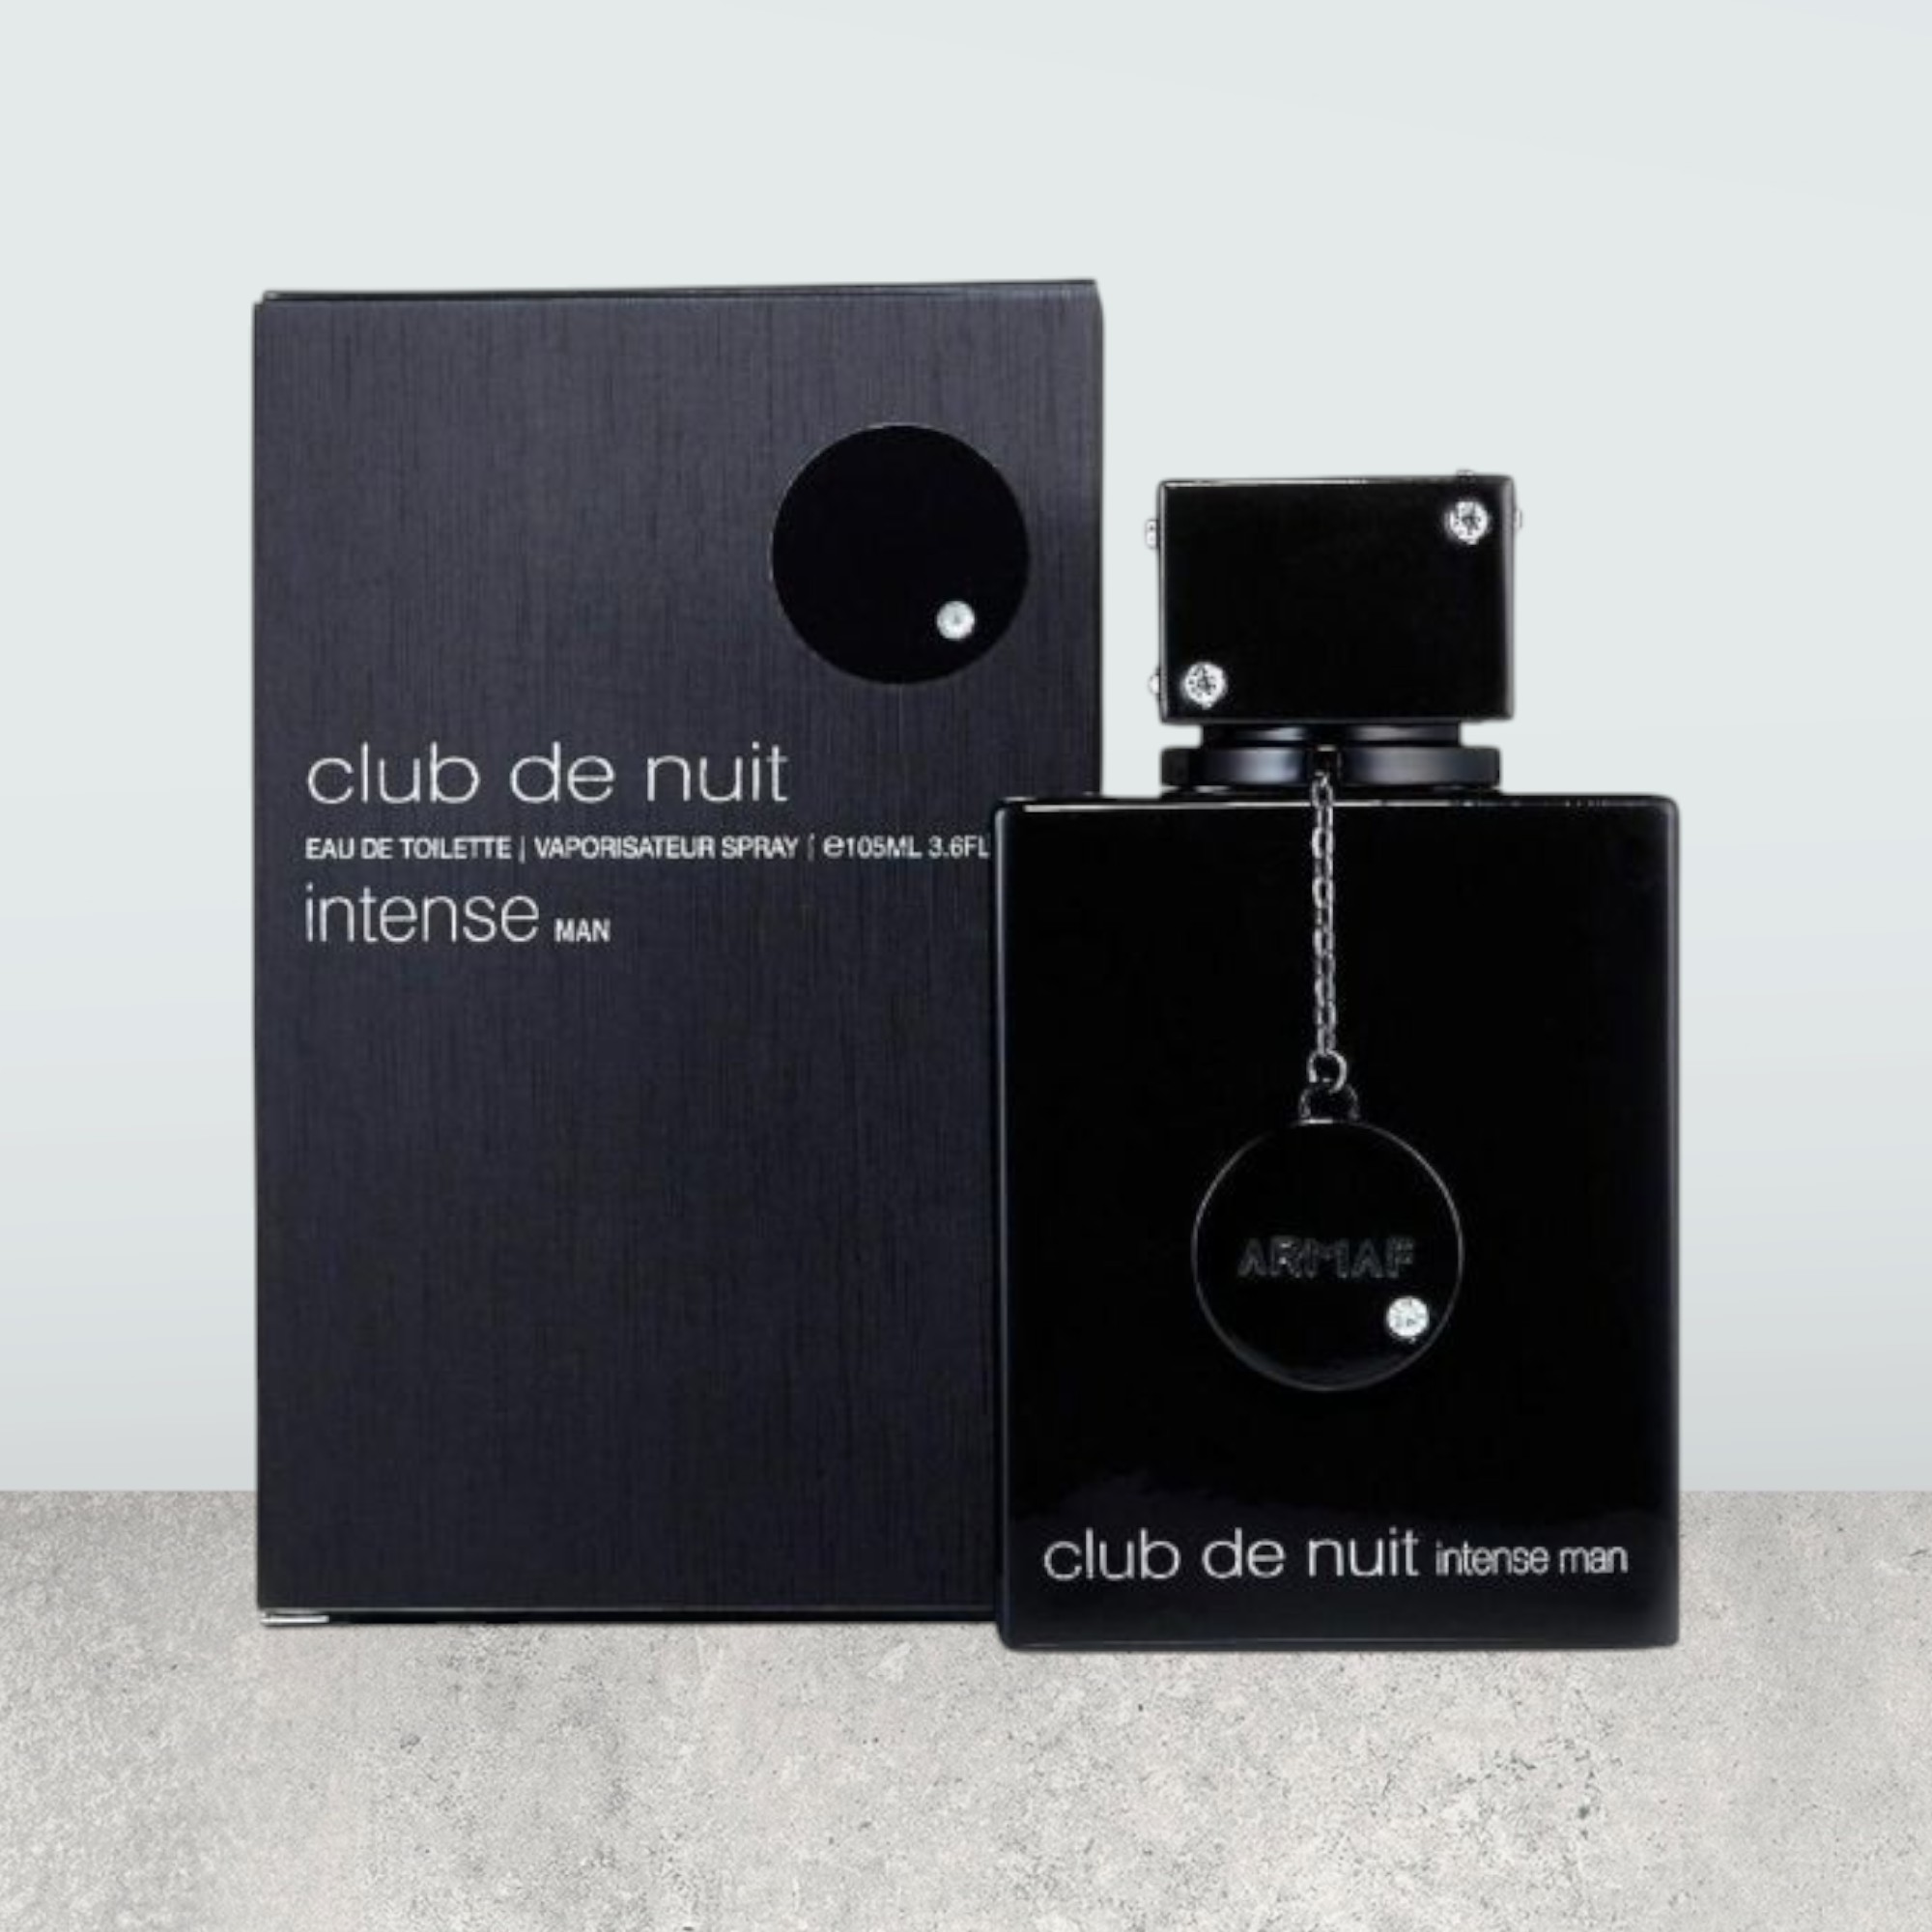 club de nuit
EAU DE TOILETTE | VAPORISATEUR SPRAY | ℮105ML 3.6FL
intense MAN
ARMAF
club de nuit intense man